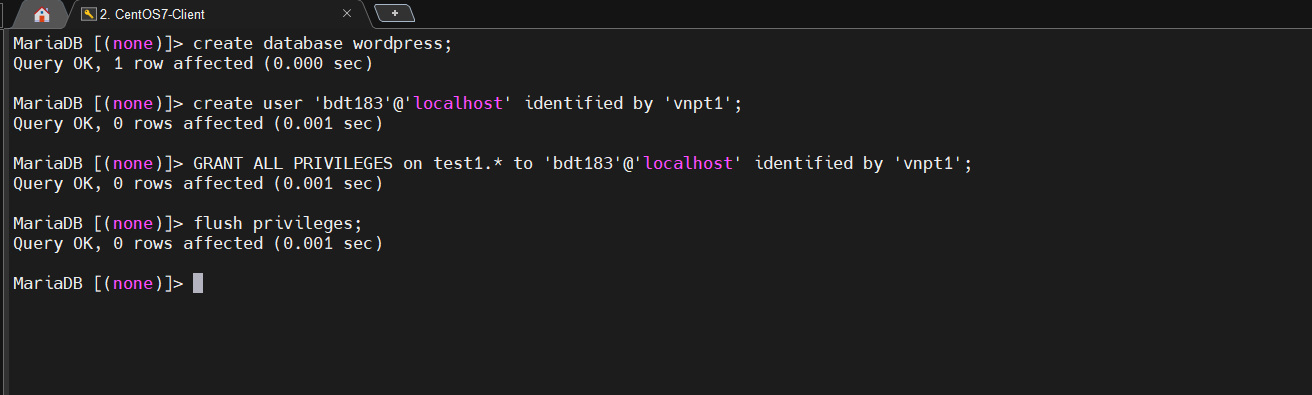 2. CentOS7-Client
MariaDB [(none)]> create database wordpress;
Query OK, 1 row affected (0.000 sec)
MariaDB [(none)]> create user 'bdt183'@'localhost' identified by 'vnpt1';
Query OK, 0 rows affected (0.001 sec)
MariaDB [(none)]> GRANT ALL PRIVILEGES on test1.* to 'bdt183'@'localhost' identified by 'vnpt1';
Query OK, 0 rows affected (0.001 sec)
MariaDB [(none)]> flush privileges;
Query OK, 0 rows affected (0.001 sec)
MariaDB [(none)]>